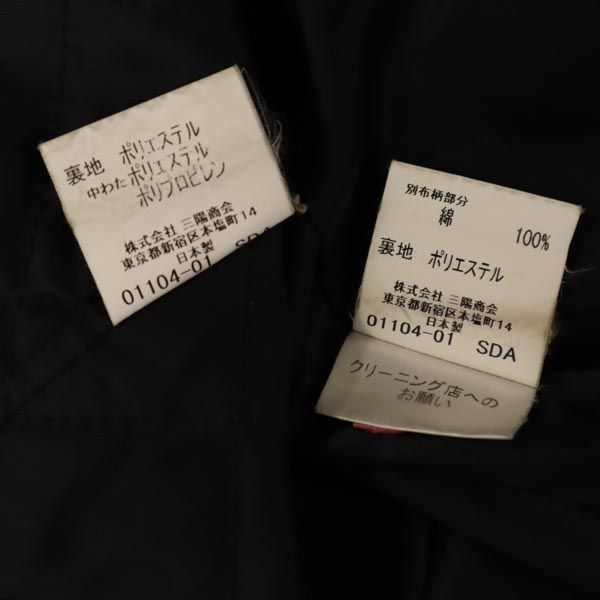 裏地 ポリエステル
中わた ポリエステル
ポリプロピレン
株式会社 三陽商会
東京都新宿区本塩町14
日本製
01104-01 SDA
別布柄部分
綿 100%
裏地 ポリエステル
株式会社 三陽商会
東京都新宿区本塩町14
日本製
01104-01 SDA
クリーニング店への
お願い